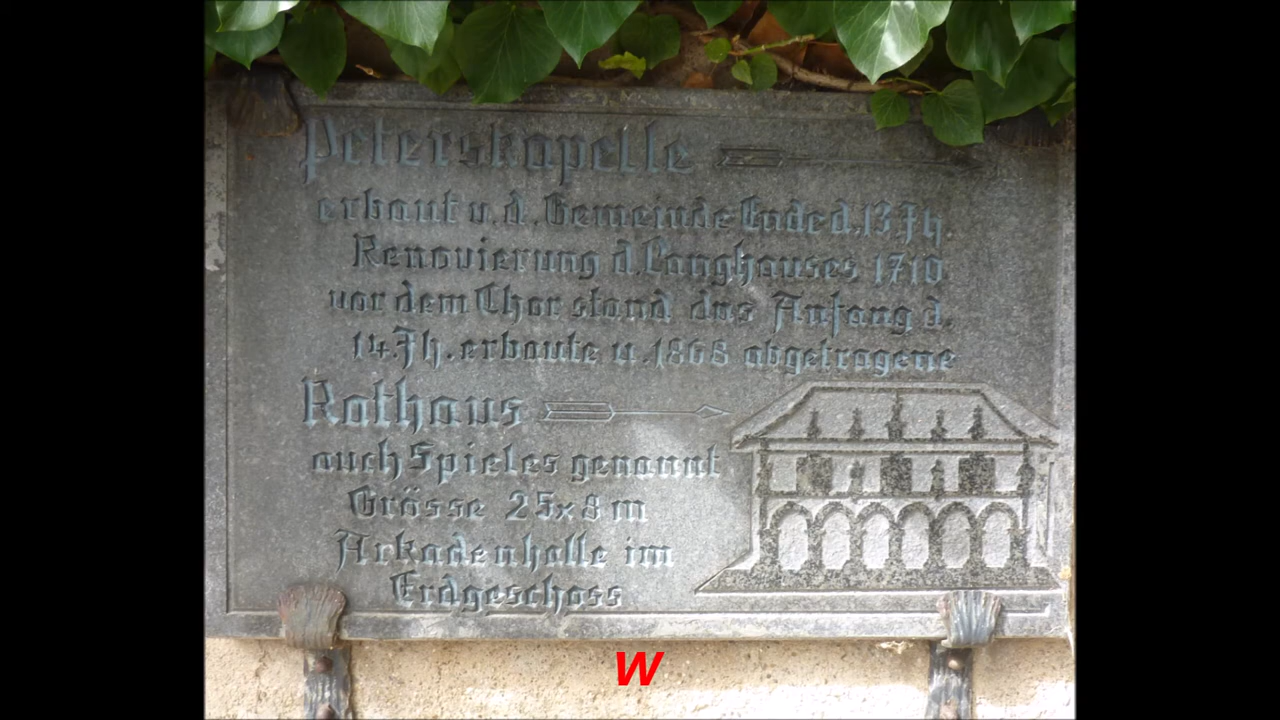 Peterskapelle
erbaut v. d. Gemeinde Ende d. 13. Jh.
Renovierung d. Langhauses 1710
vor dem Chor stand das Anfang d.
14. Jh. erbaute u. 1868 abgetragene
Rathaus
auch Spieles genannt
Grösse 25x8 m
Arkadenhalle im
Erdgeschoss
W